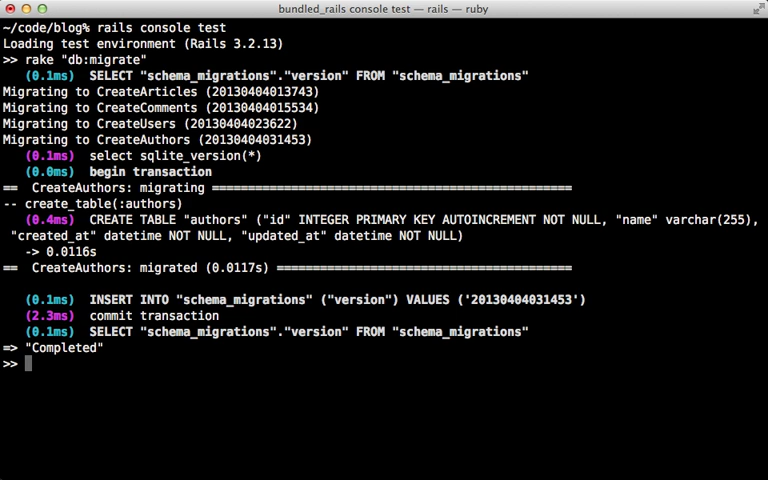 bundled_rails console test — rails — ruby
~/code/blog% rails console test
Loading test environment (Rails 3.2.13)
>> rake "db:migrate"
(0.1ms) SELECT "schema_migrations"."version" FROM "schema_migrations"
Migrating to CreateArticles (20130404013743)
Migrating to CreateComments (20130404015534)
Migrating to CreateUsers (20130404023622)
Migrating to CreateAuthors (20130404031453)
(0.1ms) select sqlite_version(*)
(0.0ms) begin transaction
== CreateAuthors: migrating ==================================================
-- create_table(:authors)
(0.4ms) CREATE TABLE "authors" ("id" INTEGER PRIMARY KEY AUTOINCREMENT NOT NULL, "name" varchar(255),
"created_at" datetime NOT NULL, "updated_at" datetime NOT NULL)
-> 0.0116s
== CreateAuthors: migrated (0.0117s) =========================================
(0.1ms) INSERT INTO "schema_migrations" ("version") VALUES ('20130404031453')
(2.3ms) commit transaction
(0.1ms) SELECT "schema_migrations"."version" FROM "schema_migrations"
=> "Completed"
>>